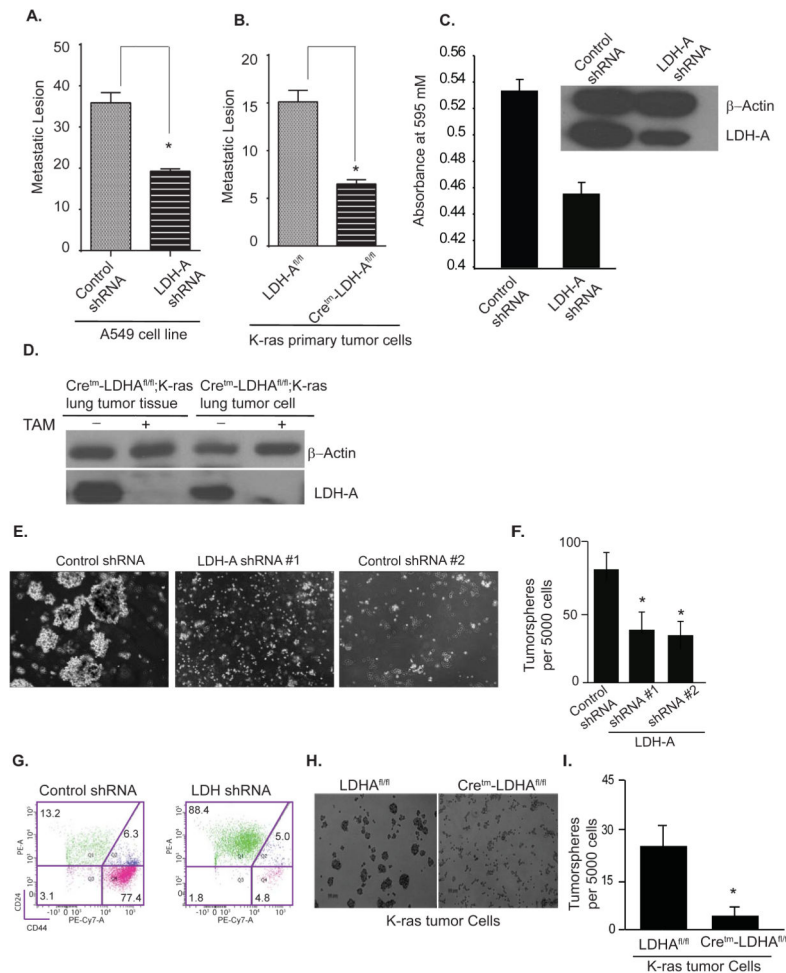 A.
50
40
30
20
10
0
Metastatic Lesion
*
Control shRNA
LDH-A shRNA
A549 cell line
B.
20
15
10
5
0
Metastatic Lesion
*
LDH-A^fl/fl
Cre^tm-LDH-A^fl/fl
K-ras primary tumor cells
C.
0.56
0.54
0.52
0.5
0.48
0.46
0.44
0.42
0.4
Absorbance at 595 mM
Control shRNA
LDH-A shRNA
Control shRNA
LDH-A shRNA
β–Actin
LDH-A
D.
Cre^tm-LDHA^fl/fl;K-ras
lung tumor tissue
Cre^tm-LDHA^fl/fl;K-ras
lung tumor cell
TAM – + – +
β–Actin
LDH-A
E.
Control shRNA
LDH-A shRNA #1
Control shRNA #2
F.
100
50
0
Tumorspheres
per 5000 cells
* *
Control shRNA
shRNA #1
shRNA #2
LDH-A
G.
Control shRNA
13.2
6.3
3.1
77.4
PE-A
PE-Cy7-A
CD24
CD44
LDH shRNA
88.4
5.0
1.8
4.8
PE-A
PE-Cy7-A
H.
LDHA^fl/fl
Cre^tm-LDHA^fl/fl
K-ras tumor Cells
I.
45
30
15
0
Tumorspheres
per 5000 cells
*
LDHA^fl/fl
Cre^tm-LDHA^fl/fl
K-ras tumor Cells